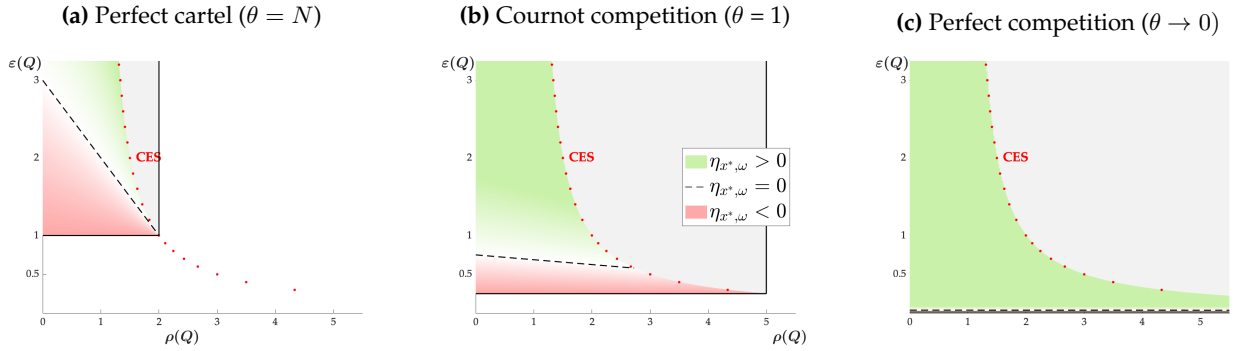 (a) Perfect cartel (θ = N)
ε(Q)
3
2
1
0.5
0 1 2 3 4 5
ρ(Q)
CES
(b) Cournot competition (θ = 1)
ε(Q)
3
2
1
0.5
0 1 2 3 4 5
ρ(Q)
CES
η_{x*,ω} > 0
η_{x*,ω} = 0
η_{x*,ω} < 0
(c) Perfect competition (θ → 0)
ε(Q)
3
2
1
0.5
0 1 2 3 4 5
ρ(Q)
CES